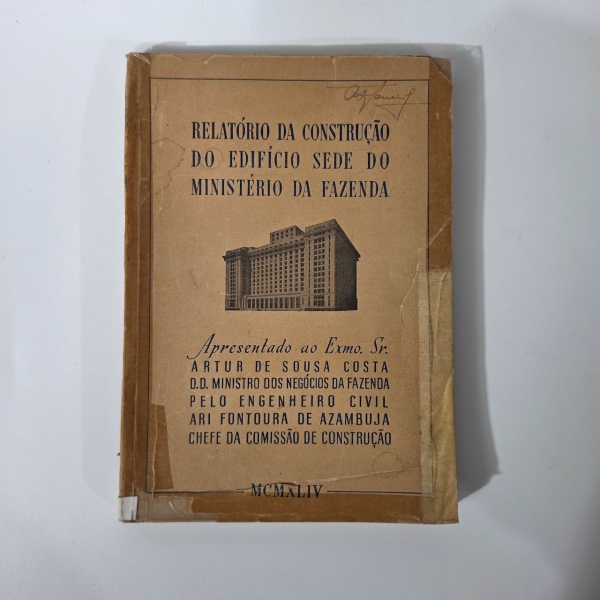 RELATÓRIO DA CONSTRUÇÃO
DO EDIFÍCIO SEDE DO
MINISTÉRIO DA FAZENDA
Apresentado ao Exmo. Sr.
ARTUR DE SOUSA COSTA
D.D. MINISTRO DOS NEGÓCIOS DA FAZENDA
PELO ENGENHEIRO CIVIL
ARI FONTOURA DE AZAMBUJA
CHEFE DA COMISSÃO DE CONSTRUÇÃO
MCMXLIV